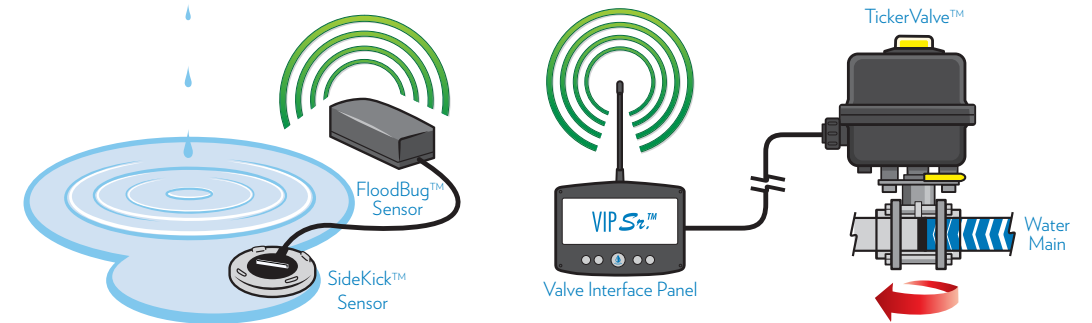 TickerValve™
FloodBug™
Sensor
SideKick™
Sensor
VIP Sr.™
Valve Interface Panel
Water
Main